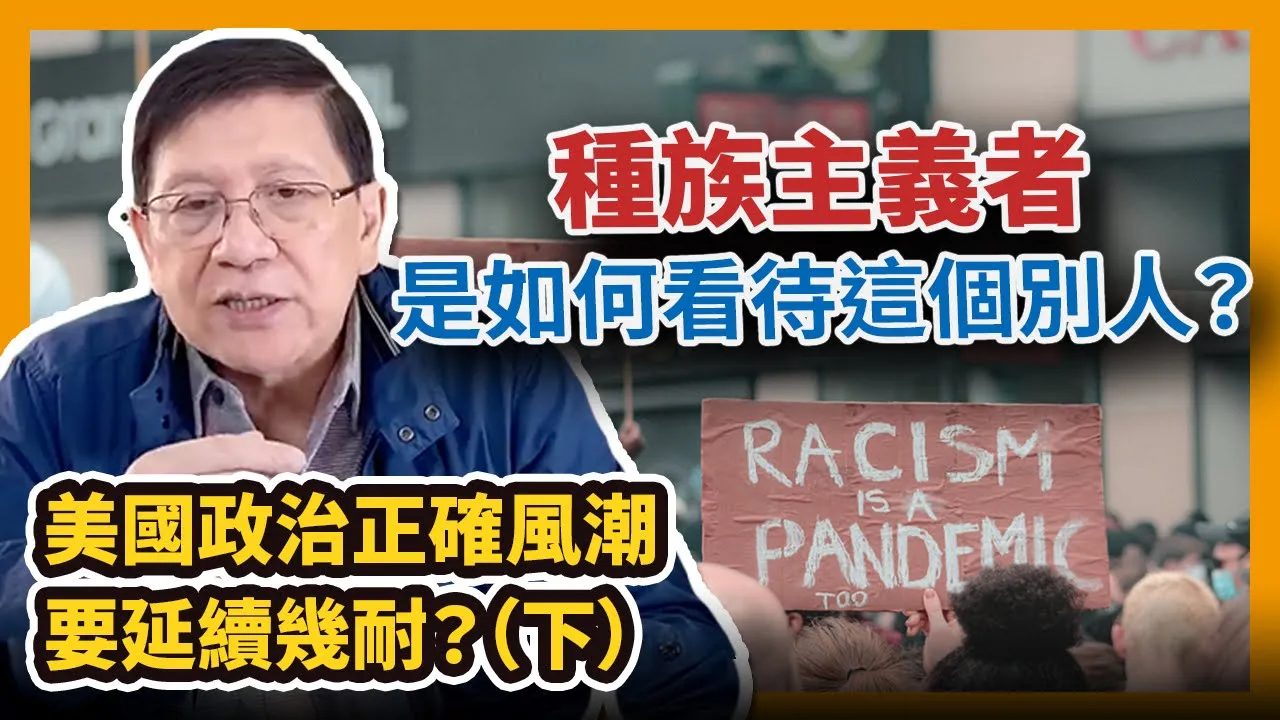 種族主義者
是如何看待這個別人？
RACISM
IS A
PANDEMIC
TOO
美國政治正確風潮
要延續幾耐？（下）